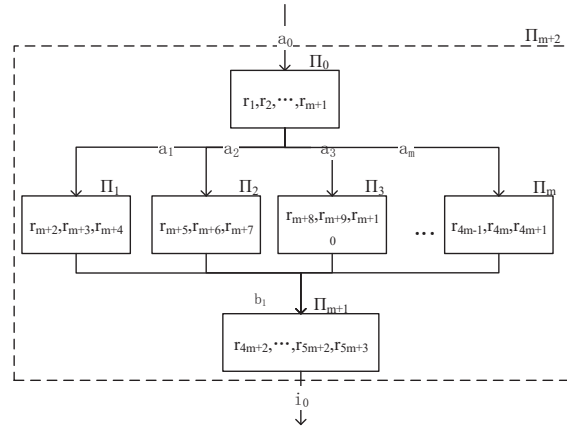 a₀
Πₘ₊₂
Π₀
r₁,r₂,⋯,rₘ₊₁
a₁ a₂ a₃ aₘ
Π₁ Π₂ Π₃ Πₘ
rₘ₊₂,rₘ₊₃,rₘ₊₄ rₘ₊₅,rₘ₊₆,rₘ₊₇ rₘ₊₈,rₘ₊₉,rₘ₊₁ ⋯ r₄ₘ₋₁,r₄ₘ,r₄ₘ₊₁
₀
b₁ Πₘ₊₁
r₄ₘ₊₂,⋯,r₅ₘ₊₂,r₅ₘ₊₃
i₀